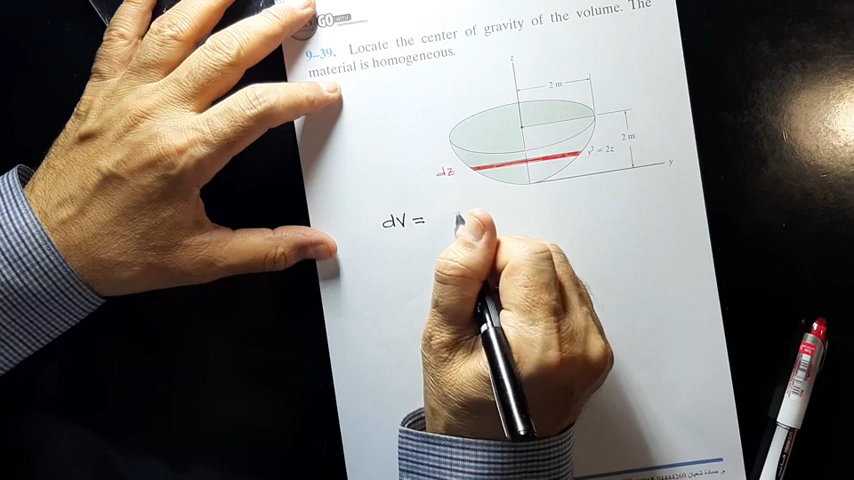 GO
9–39. Locate the center of gravity of the volume. The
material is homogeneous.
z
2 m
2 m
y² = 2z
y
dz
dV =